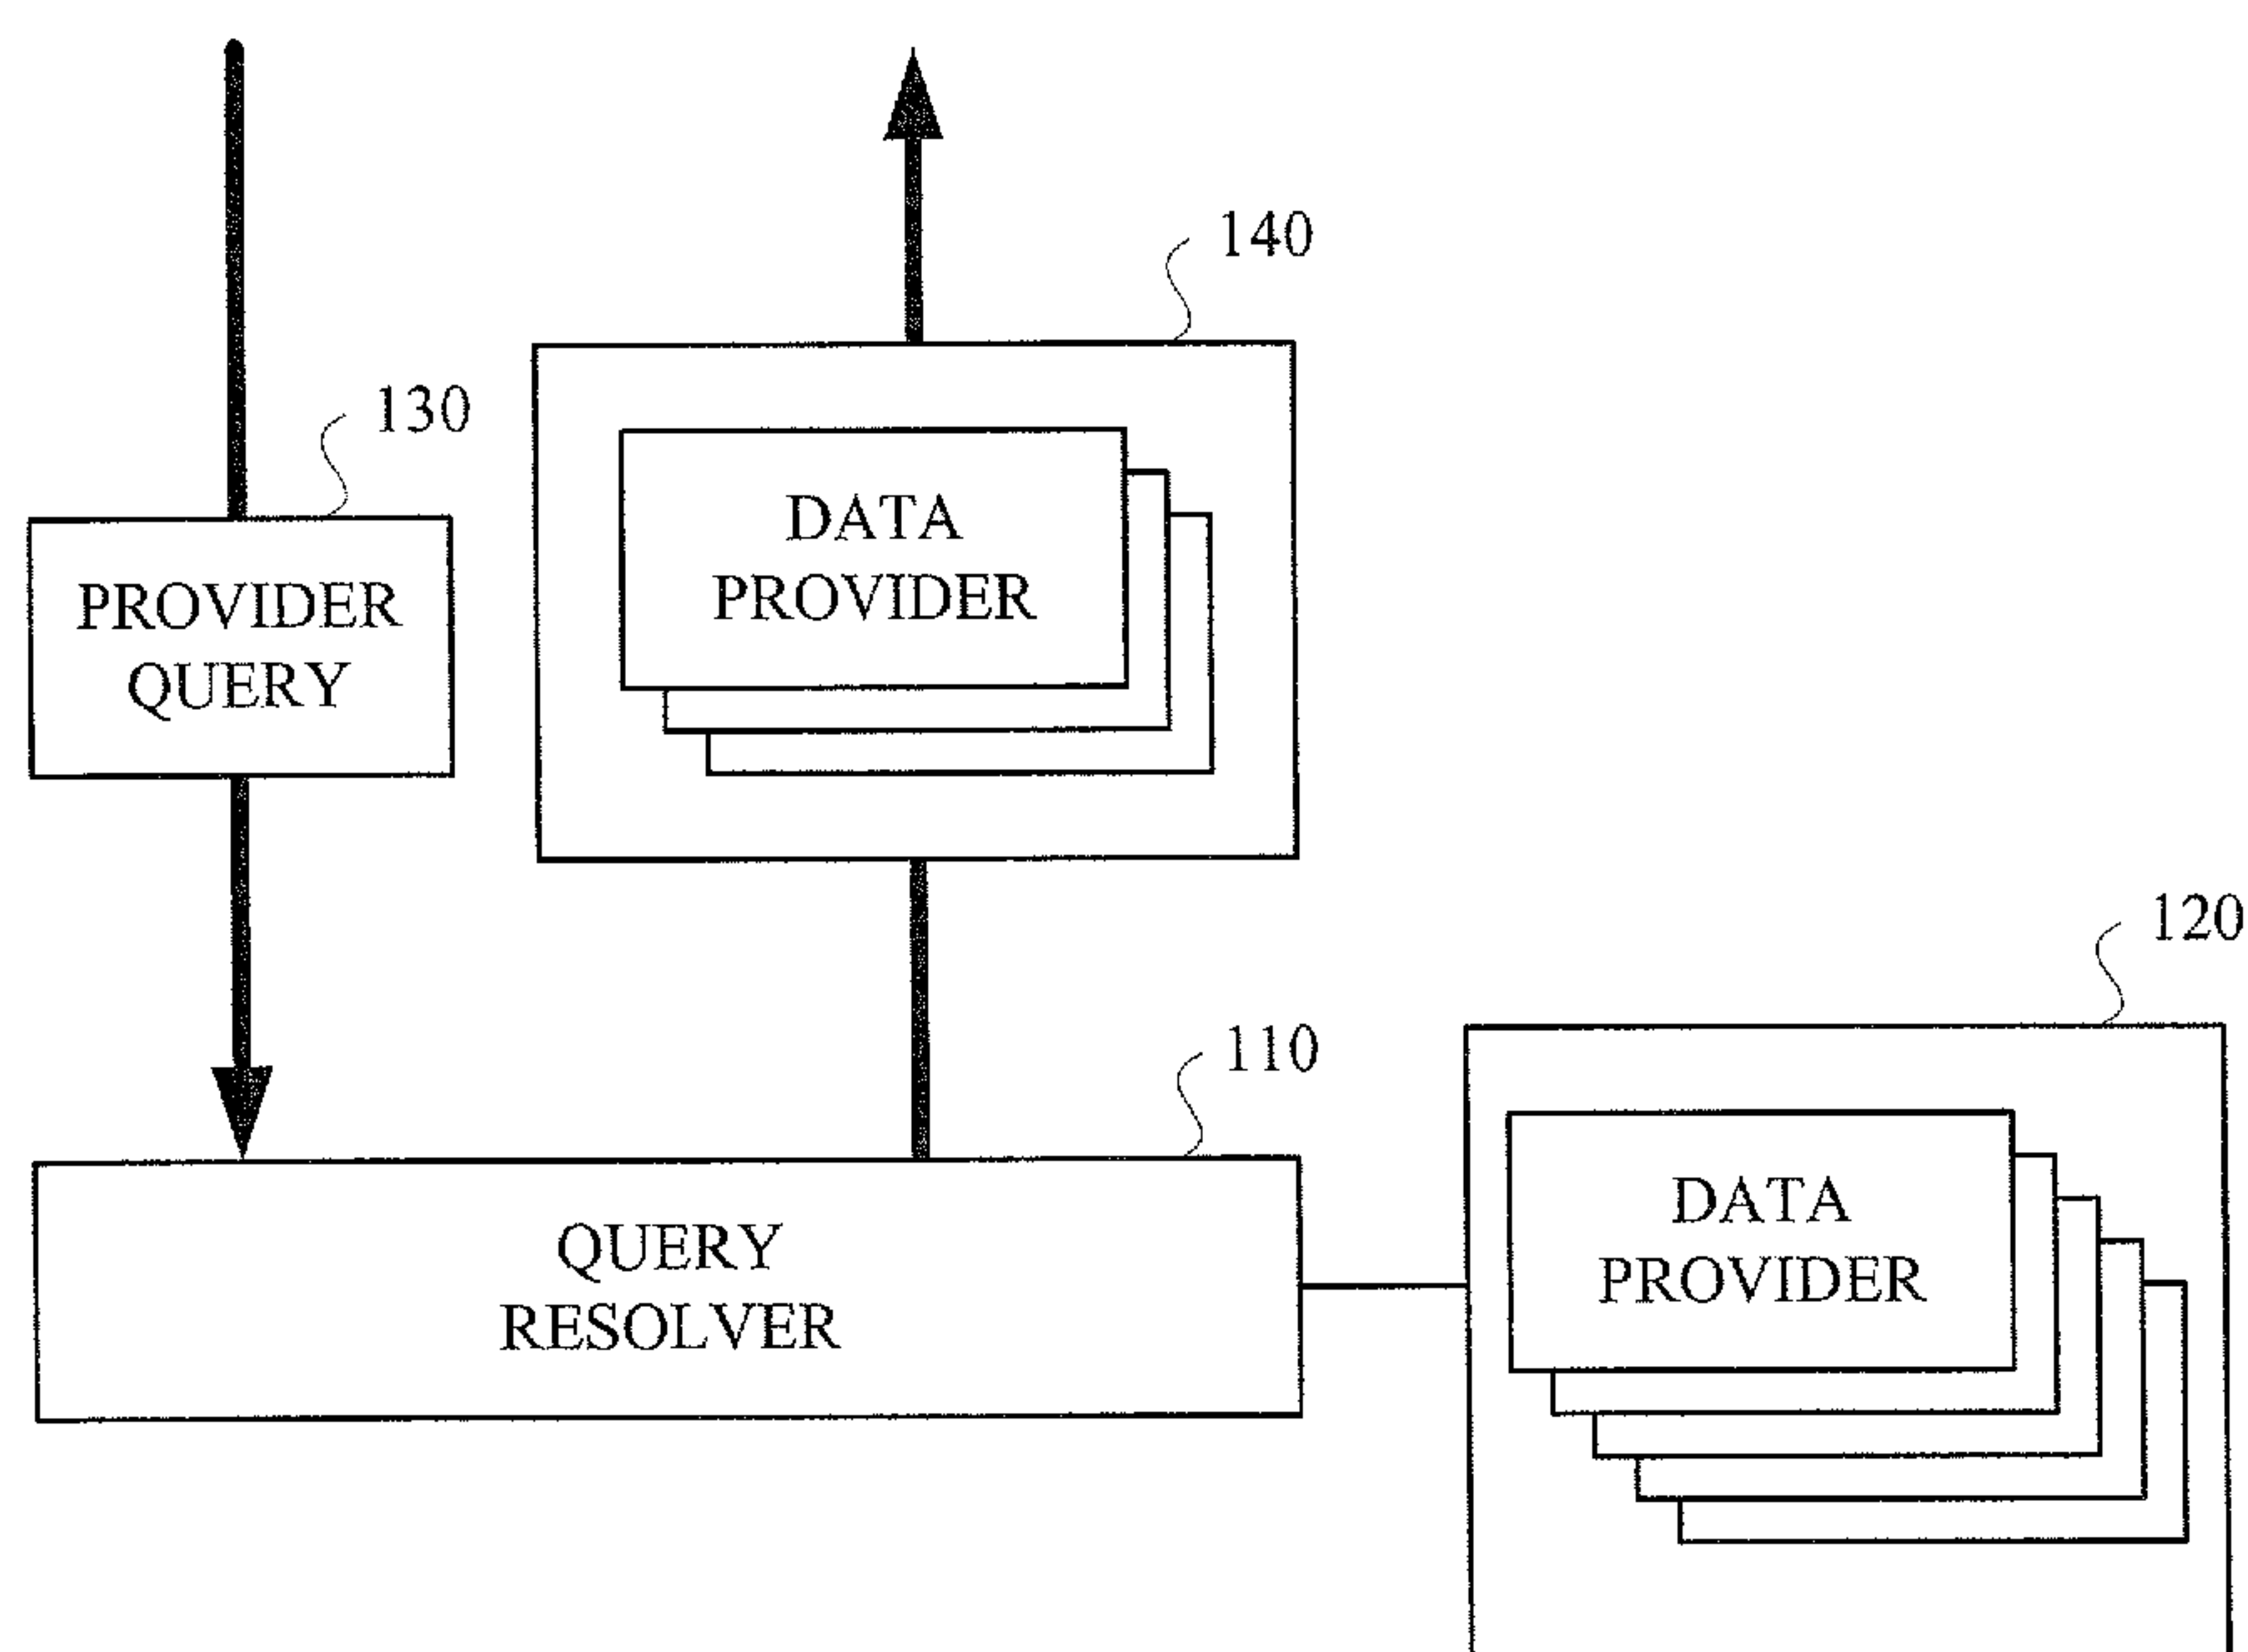 140
130
DATA
PROVIDER
PROVIDER
QUERY
120
110
DATA
PROVIDER
QUERY
RESOLVER